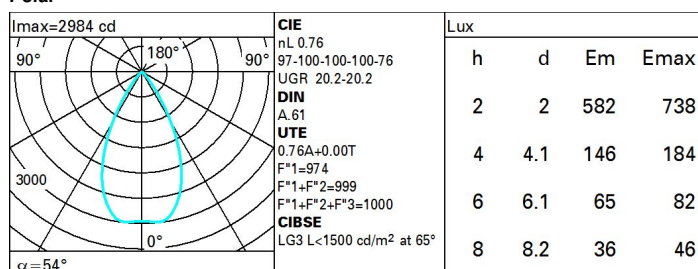 Imax=2984 cd
90° 180° 90°
3000
0°
α=54°
CIE
nL 0.76
97-100-100-100-76
UGR 20.2-20.2
DIN
A.61
UTE
0.76A+0.00T
F"1=974
F"1+F"2=999
F"1+F"2+F"3=1000
CIBSE
LG3 L<1500 cd/m² at 65°
Lux
h d Em Emax
2 2 582 738
4 4.1 146 184
6 6.1 65 82
8 8.2 36 46